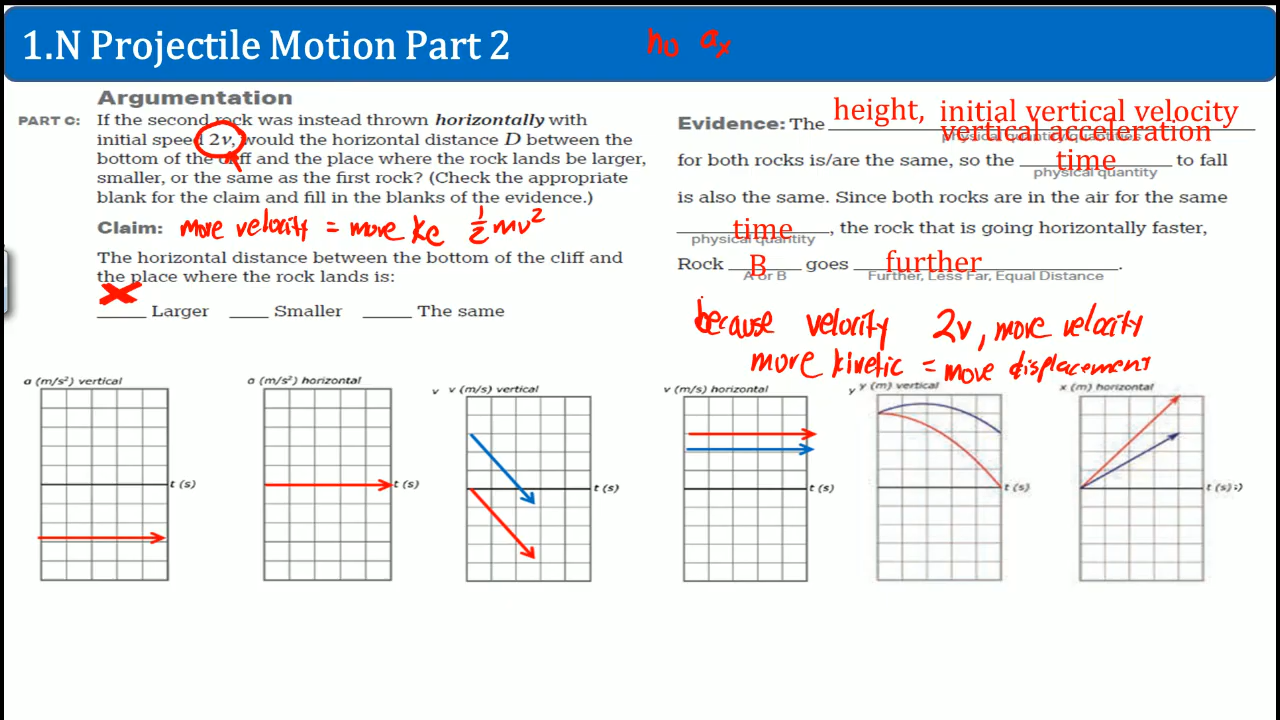 1.N Projectile Motion Part 2
no ax
Argumentation
PART C:
If the second rock was instead thrown horizontally with
initial speed 2v, would the horizontal distance D between the
bottom of the cliff and the place where the rock lands be larger,
smaller, or the same as the first rock? (Check the appropriate
blank for the claim and fill in the blanks of the evidence.)
Claim: more velocity = more ke 1/2 mv²
The horizontal distance between the bottom of the cliff and
the place where the rock lands is:
X
____ Larger ____ Smaller _____ The same
Evidence: The height, initial vertical velocity
vertical acceleration
for both rocks is/are the same, so the time to fall
physical quantity
is also the same. Since both rocks are in the air for the same
time, the rock that is going horizontally faster,
physical quantity
Rock B goes further.
A or B Further, Less Far, Equal Distance
because velocity 2v, more velocity
more kinetic = more displacement
a (m/s²) vertical
t (s)
a (m/s²) horizontal
t (s)
v v (m/s) vertical
t (s)
v (m/s) horizontal
t (s)
y y (m) vertical
t (s)
x (m) horizontal
t (s)